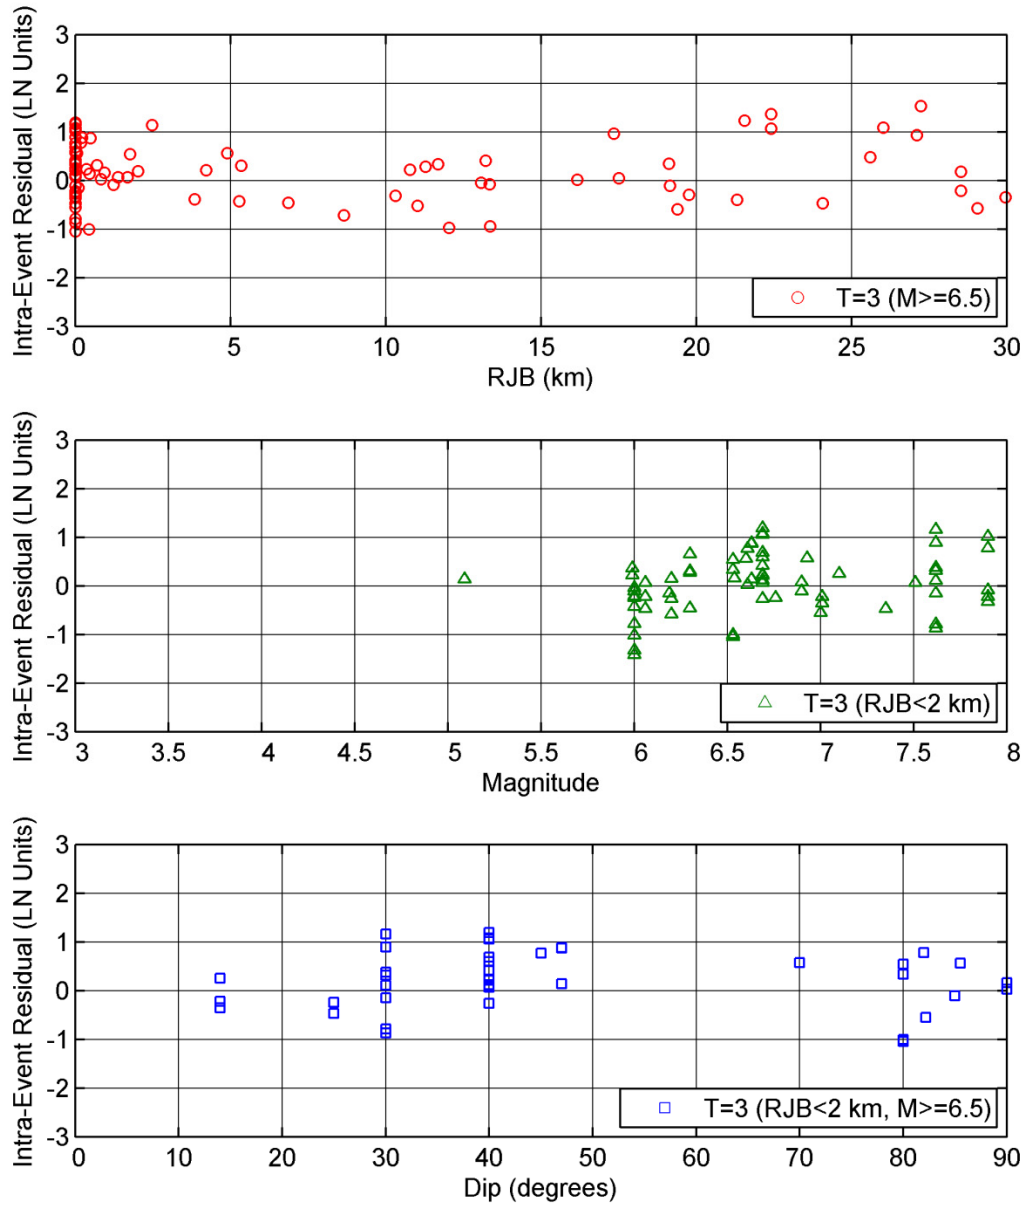 Intra-Event Residual (LN Units)
3
2
1
0
-1
-2
-3
T=3 (M>=6.5)
0 5 10 15 20 25 30
RJB (km)
Intra-Event Residual (LN Units)
3
2
1
0
-1
-2
-3
T=3 (RJB<2 km)
3 3.5 4 4.5 5 5.5 6 6.5 7 7.5 8
Magnitude
Intra-Event Residual (LN Units)
3
2
1
0
-1
-2
-3
T=3 (RJB<2 km, M>=6.5)
0 10 20 30 40 50 60 70 80 90
Dip (degrees)